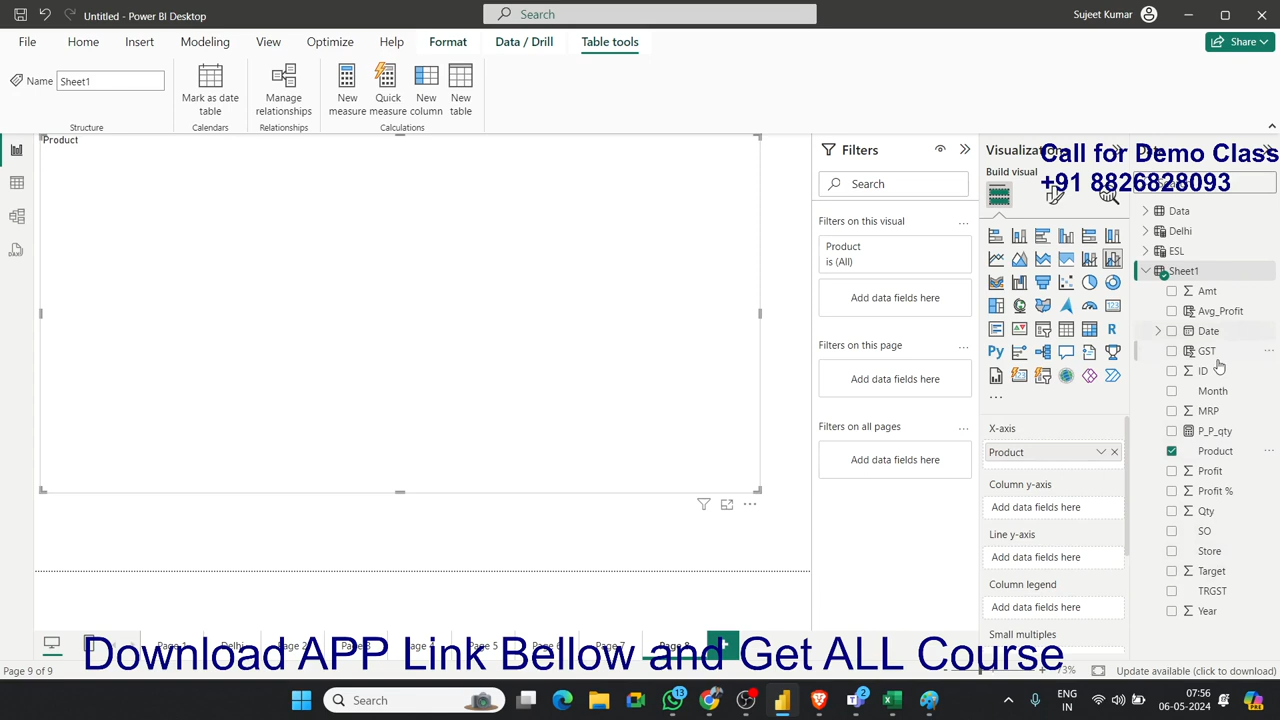 Untitled - Power BI Desktop
Search
Sujeet Kumar
File
Home
Insert
Modeling
View
Optimize
Help
Format
Data / Drill
Table tools
Share
Name
Sheet1
Mark as date
table
Manage
relationships
New
measure
Quick
measure
New
column
New
table
Structure
Calendars
Relationships
Calculations
Product
Filters
Search
Filters on this visual
...
Product
is (All)
Add data fields here
Filters on this page
...
Add data fields here
Filters on all pages
...
Add data fields here
Build visual
Call for Demo Class
+91 8826828093
X-axis
Product
Column y-axis
Add data fields here
Line y-axis
Add data fields here
Column legend
Add data fields here
Small multiples
Data
Delhi
ESL
Sheet1
Amt
Avg_Profit
Date
GST
ID
Month
MRP
P_P_qty
Product
Profit
Profit %
Qty
SO
Store
Target
TRGST
Year
Page 8
Download APP Link Bellow and Get ALL Course
Page 9 of 9
73%
Update available (click to download)
Search
13
2
ENG
IN
07:56
06-05-2024